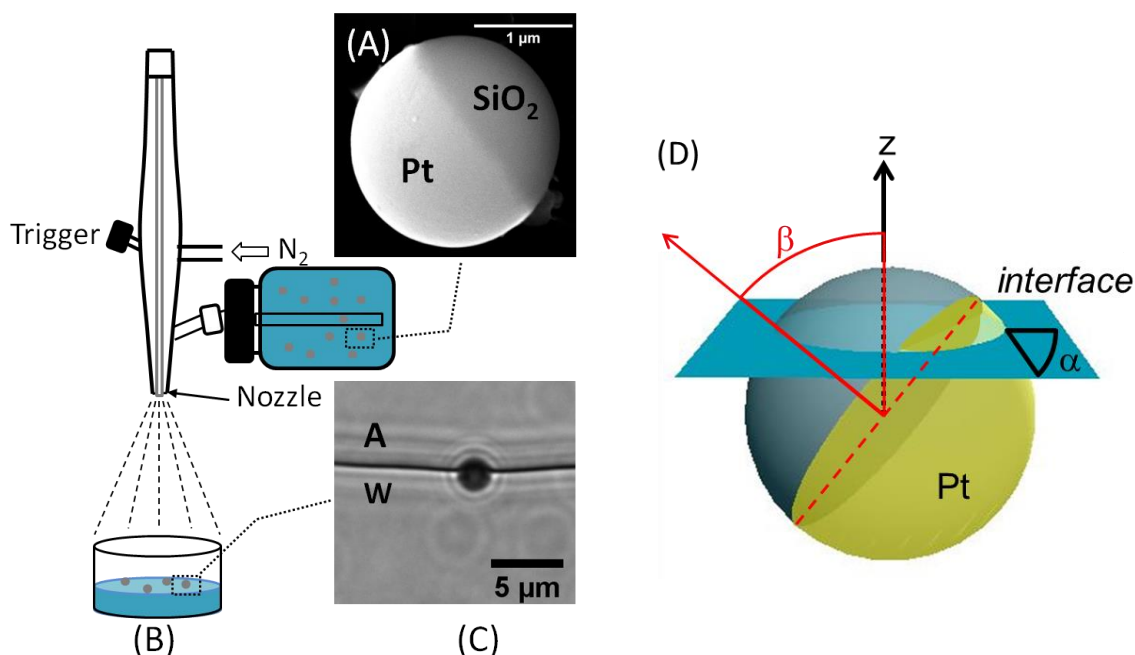 (A)
1 µm
SiO₂
Pt
Trigger
N₂
Nozzle
(B)
A
W
5 µm
(C)
(D)
z
β
interface
α
Pt